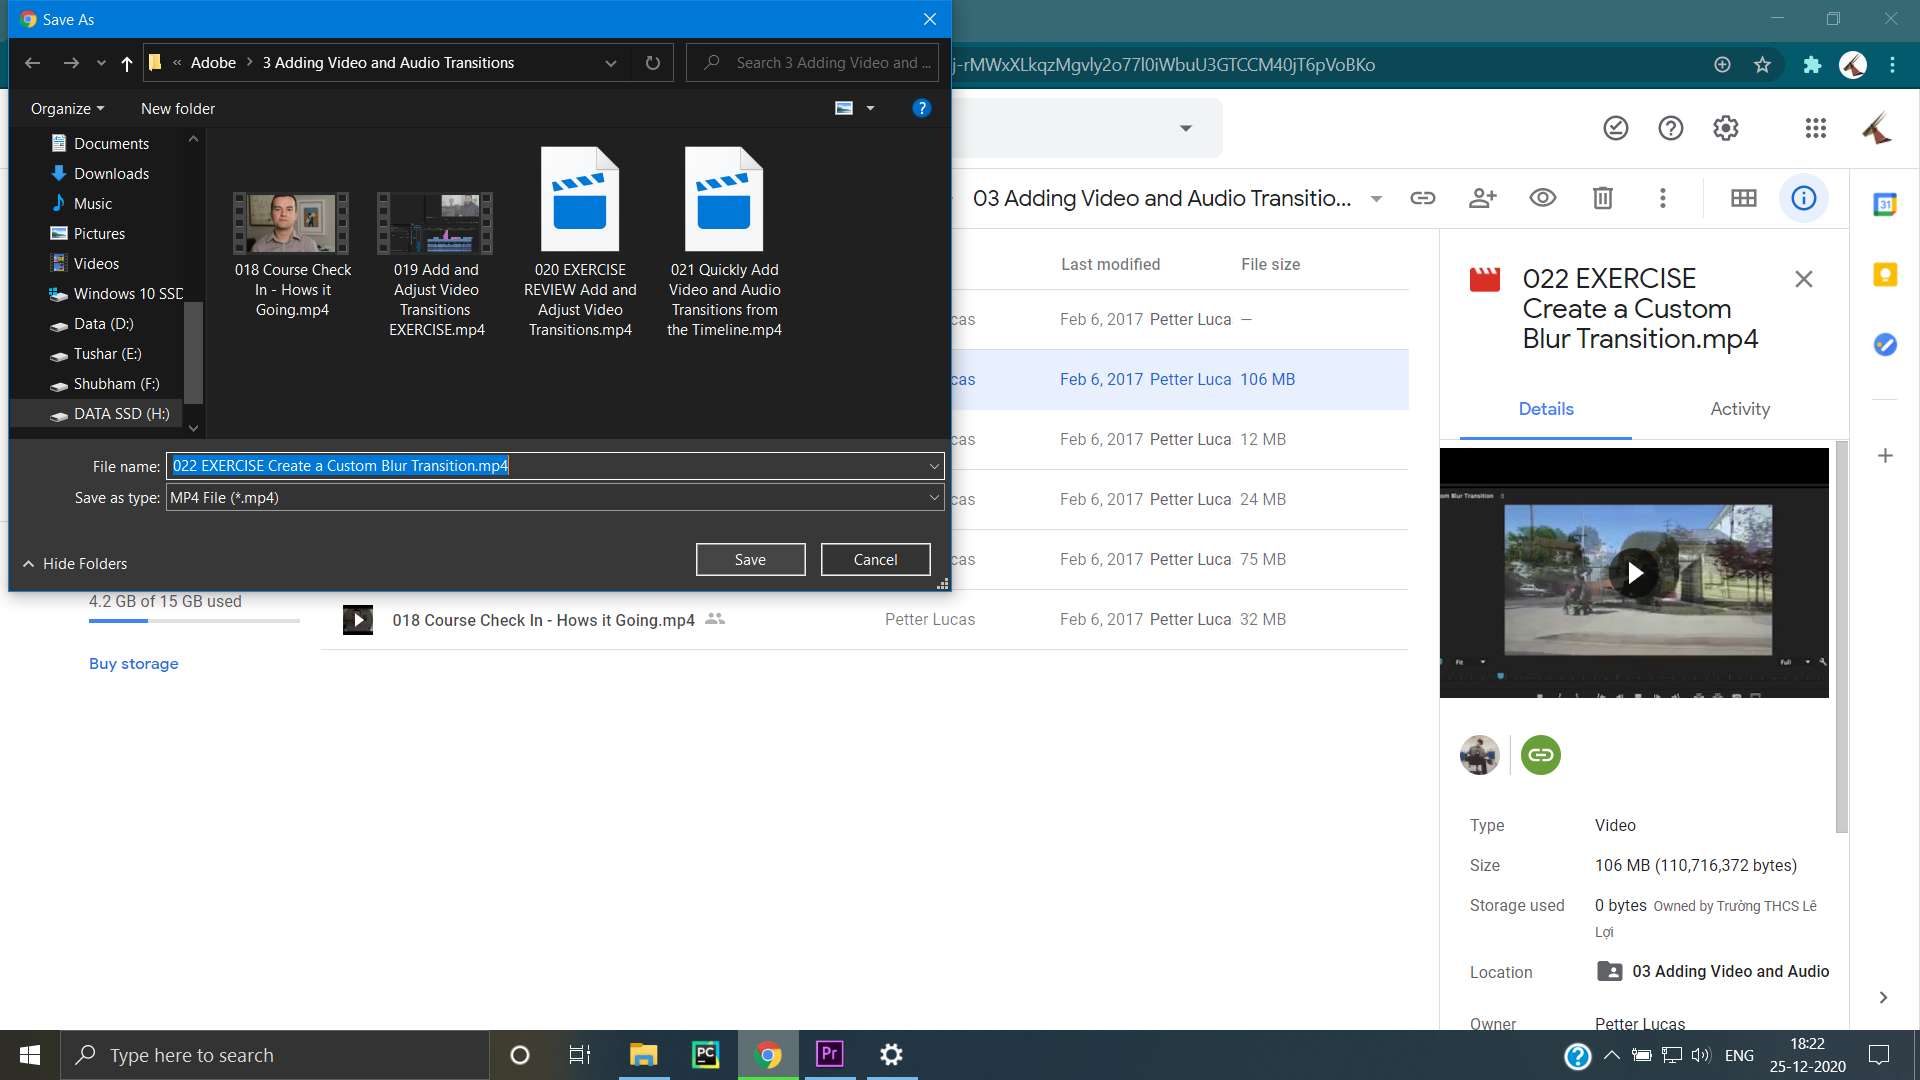 Save As
Adobe
3 Adding Video and Audio Transitions
Search 3 Adding Video and ...
j-rMWxXLkqzMgvly2o77l0iWbuU3GTCCM40jT6pVoBKo
Organize
New folder
Documents
Downloads
Music
Pictures
Videos
Windows 10 SSD
Data (D:)
Tushar (E:)
Shubham (F:)
DATA SSD (H:)
018 Course Check
In - Hows it
Going.mp4
019 Add and
Adjust Video
Transitions
EXERCISE.mp4
020 EXERCISE
REVIEW Add and
Adjust Video
Transitions.mp4
021 Quickly Add
Video and Audio
Transitions from
the Timeline.mp4
File name: 022 EXERCISE Create a Custom Blur Transition.mp4
Save as type: MP4 File (*.mp4)
Hide Folders
Save
Cancel
03 Adding Video and Audio Transitio...
Last modified File size
cas Feb 6, 2017 Petter Luca —
cas Feb 6, 2017 Petter Luca 106 MB
cas Feb 6, 2017 Petter Luca 12 MB
cas Feb 6, 2017 Petter Luca 24 MB
cas Feb 6, 2017 Petter Luca 75 MB
018 Course Check In - Hows it Going.mp4 Petter Lucas Feb 6, 2017 Petter Luca 32 MB
4.2 GB of 15 GB used
Buy storage
022 EXERCISE
Create a Custom
Blur Transition.mp4
Details
Activity
om Blur Transition
Fit
Full
Type Video
Size 106 MB (110,716,372 bytes)
Storage used 0 bytes Owned by Trường THCS Lê
Lợi
Location 03 Adding Video and Audio
Owner Petter Lucas
31
Type here to search
PC
Pr
ENG
18:22
25-12-2020